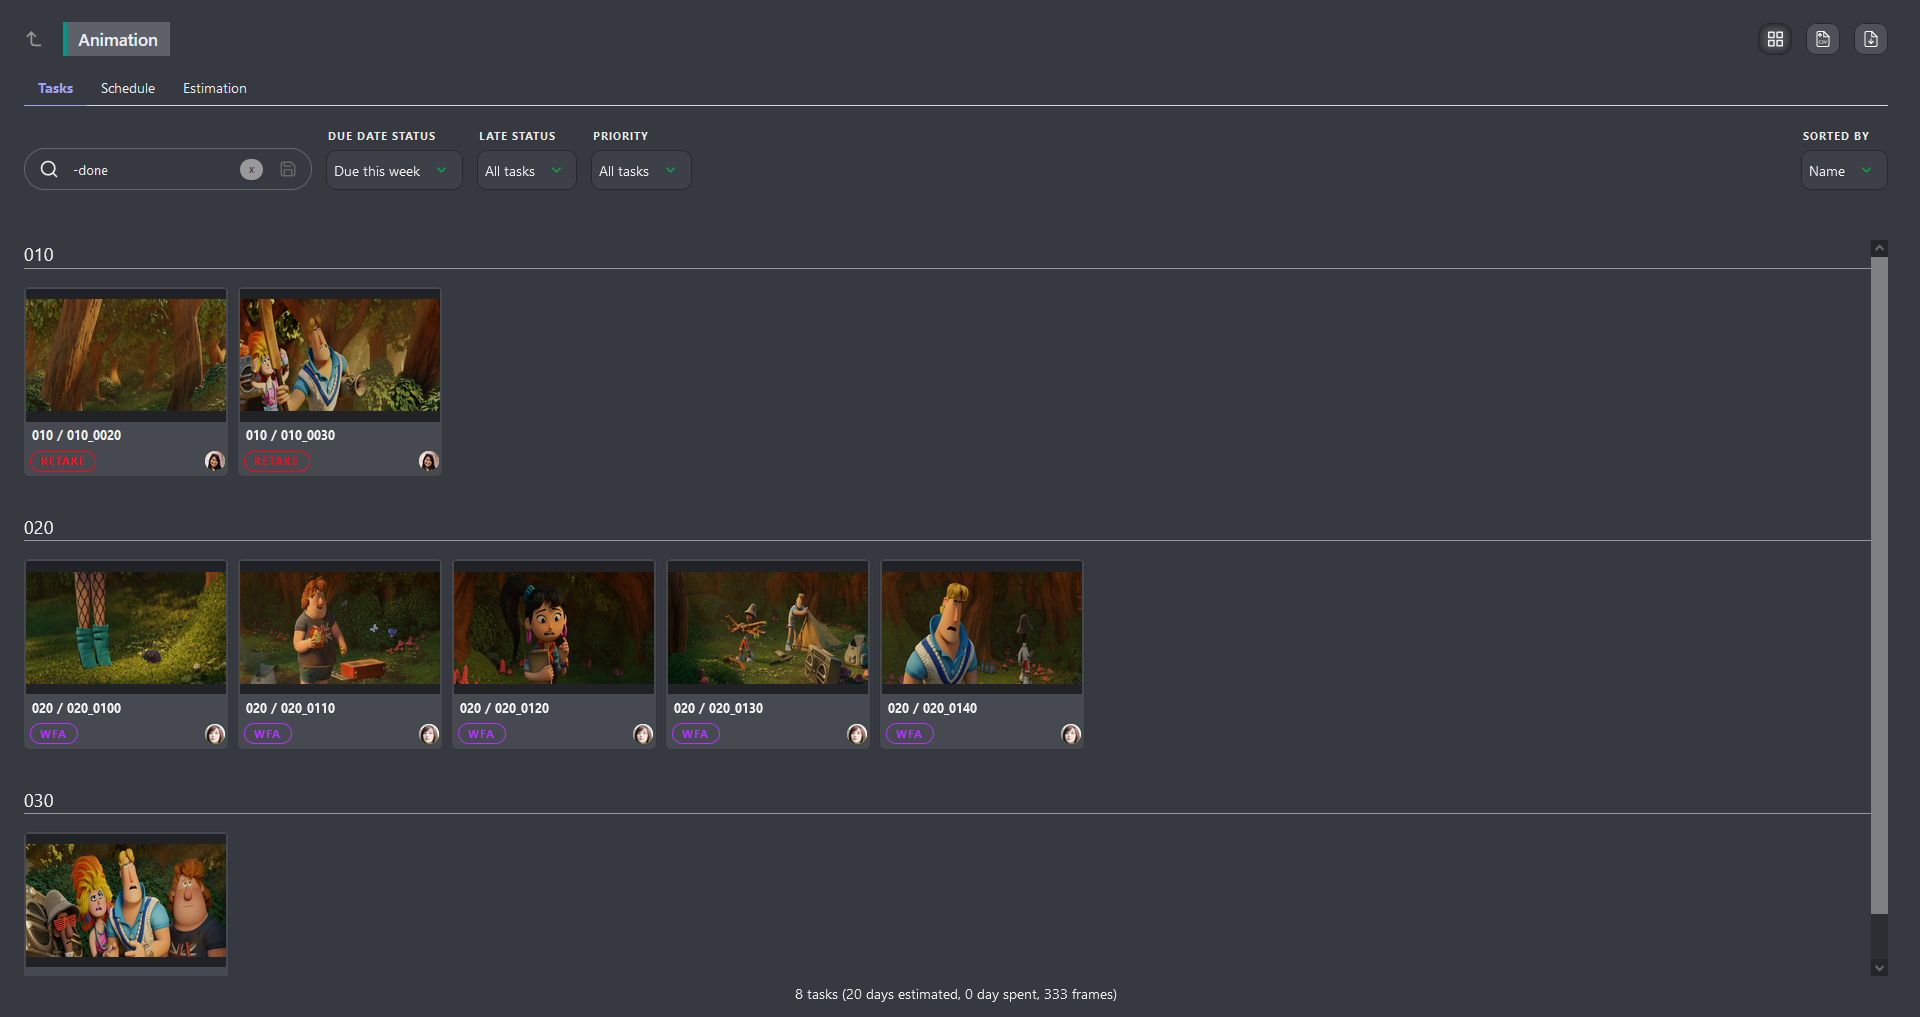 Animation
Tasks Schedule Estimation
DUE DATE STATUS LATE STATUS PRIORITY SORTED BY
-done x Due this week All tasks All tasks Name
010
010 / 010_0020 010 / 010_0030
RETAKE RETAKE
020
020 / 020_0100 020 / 020_0110 020 / 020_0120 020 / 020_0130 020 / 020_0140
WFA WFA WFA WFA WFA
030
8 tasks (20 days estimated, 0 day spent, 333 frames)